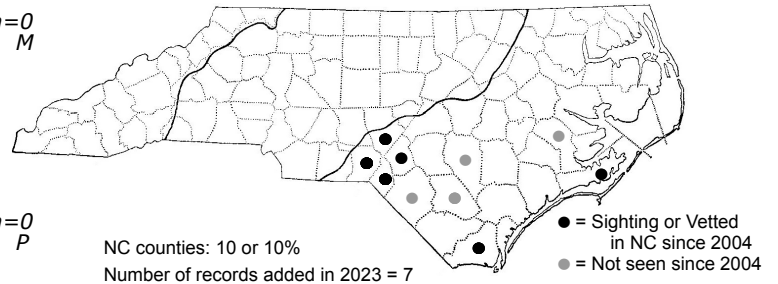 n=0
M
n=0
P
NC counties: 10 or 10%
Number of records added in 2023 = 7
= Sighting or Vetted
in NC since 2004
= Not seen since 2004